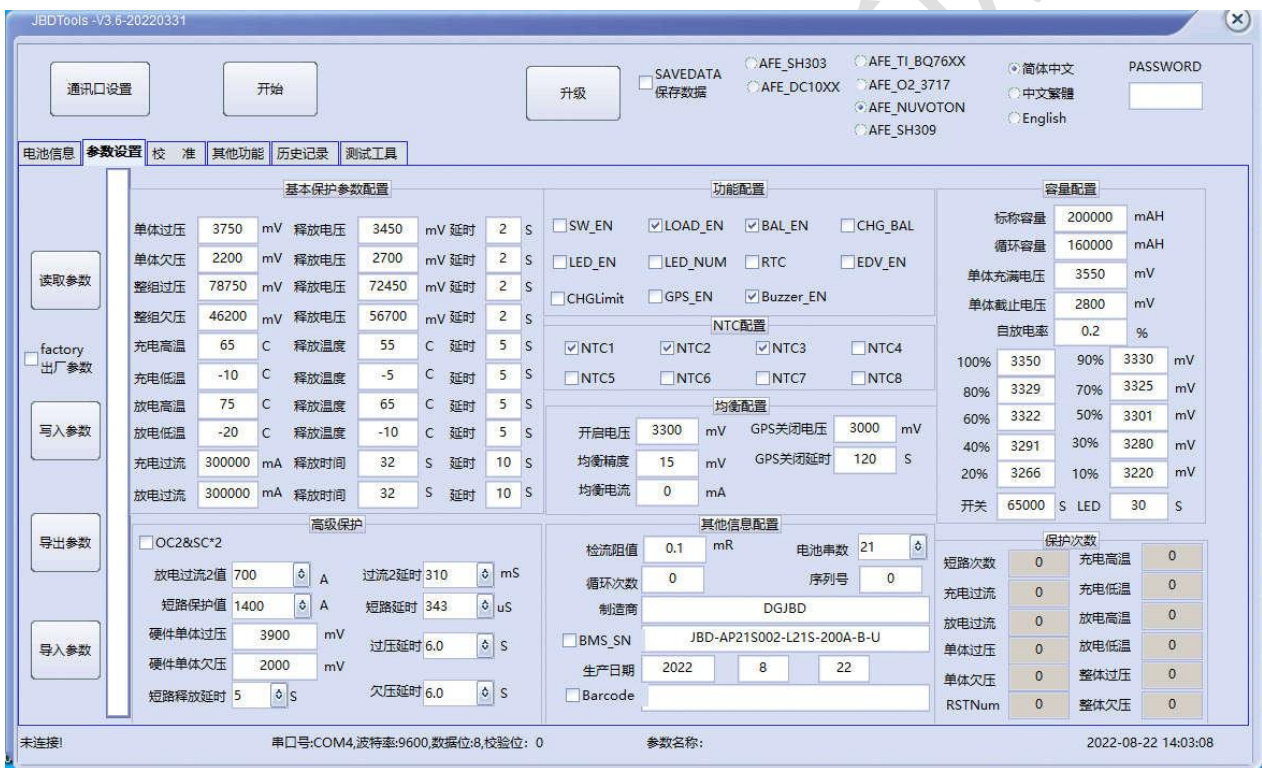 JBDTools -V3.6-20220331
通讯口设置
开始
升级
SAVEDATA
保存数据
AFE_SH303
AFE_DC10XX
AFE_TI_BQ76XX
AFE_O2_3717
AFE_NUVOTON
AFE_SH309
简体中文
中文繁體
English
PASSWORD
电池信息 参数设置 校 准 其他功能 历史记录 测试工具
读取参数
factory
出厂参数
写入参数
导出参数
导入参数
基本保护参数配置
单体过压 3750 mV 释放电压 3450 mV 延时 2 S
单体欠压 2200 mV 释放电压 2700 mV 延时 2 S
整组过压 78750 mV 释放电压 72450 mV 延时 2 S
整组欠压 46200 mV 释放电压 56700 mV 延时 2 S
充电高温 65 C 释放温度 55 C 延时 5 S
充电低温 -10 C 释放温度 -5 C 延时 5 S
放电高温 75 C 释放温度 65 C 延时 5 S
放电低温 -20 C 释放温度 -10 C 延时 5 S
充电过流 300000 mA 释放时间 32 S 延时 10 S
放电过流 300000 mA 释放时间 32 S 延时 10 S
高级保护
OC2&SC*2
放电过流2值 700 A 过流2延时 310 mS
短路保护值 1400 A 短路延时 343 uS
硬件单体过压 3900 mV 过压延时 6.0 S
硬件单体欠压 2000 mV
短路释放延时 5 S 欠压延时 6.0 S
功能配置
SW_EN LOAD_EN BAL_EN CHG_BAL
LED_EN LED_NUM RTC EDV_EN
CHGLimit GPS_EN Buzzer_EN
NTC配置
NTC1 NTC2 NTC3 NTC4
NTC5 NTC6 NTC7 NTC8
均衡配置
开启电压 3300 mV GPS关闭电压 3000 mV
均衡精度 15 mV GPS关闭延时 120 S
均衡电流 0 mA
其他信息配置
检流阻值 0.1 mR 电池串数 21
循环次数 0 序列号 0
制造商 DGJBD
BMS_SN JBD-AP21S002-L21S-200A-B-U
生产日期 2022 8 22
Barcode
容量配置
标称容量 200000 mAH
循环容量 160000 mAH
单体充满电压 3550 mV
单体截止电压 2800 mV
自放电率 0.2 %
100% 3350 90% 3330 mV
80% 3329 70% 3325 mV
60% 3322 50% 3301 mV
40% 3291 30% 3280 mV
20% 3266 10% 3220 mV
开关 65000 S LED 30 S
保护次数
短路次数 0 充电高温 0
充电过流 0 充电低温 0
放电过流 0 放电高温 0
单体过压 0 放电低温 0
单体欠压 0 整体过压 0
RSTNum 0 整体欠压 0
未连接!
串口号:COM4,波特率:9600,数据位:8,校验位: 0
参数名称:
2022-08-22 14:03:08